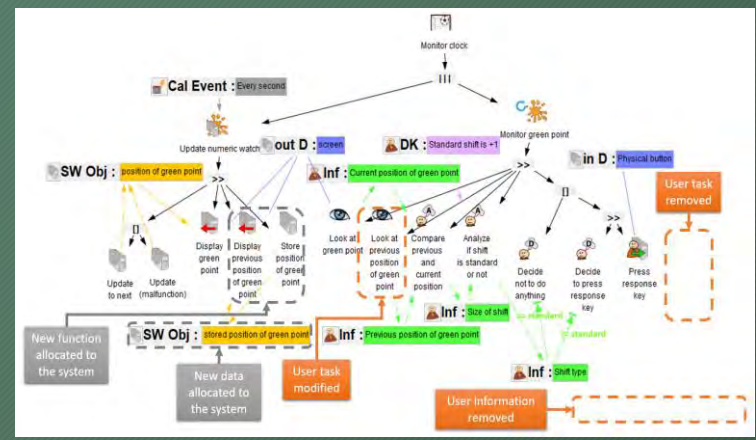 Monitor clock
|||
Cal Event : Every second
Update numeric watch
out D : screen
DK : Standard shift is +1
Monitor green point
SW Obj : position of green point
>>
Inf : Current position of green point
>>
in D : Physical button
User task
removed
[]
[]
>>
Display
green
point
Display
previous
position
of green
point
Store
position
of green
point
Look at
green point
Look at
previous
position
of green
point
Compare
previous
and
current
position
Analyze
if shift
is standard
or not
Update
to next
Update
(malfunction)
Decide
not to do
anything
Decide
to press
response
key
Press
response
key
New function
allocated to
the system
SW Obj : stored position of green point
Inf : Size of shift
Inf : Previous position of green point
= standard
= standard
New data
allocated to
the system
User task
modified
Inf : Shift type
User Information
removed